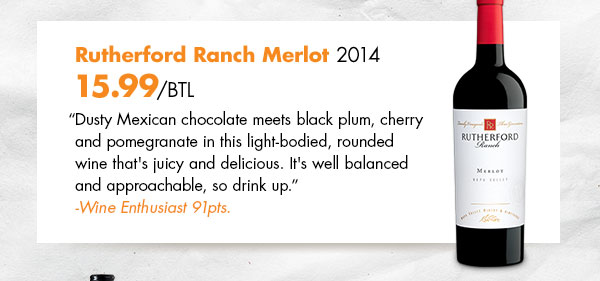 Rutherford Ranch Merlot 2014
15.99/BTL
“Dusty Mexican chocolate meets black plum, cherry
and pomegranate in this light-bodied, rounded
wine that's juicy and delicious. It's well balanced
and approachable, so drink up.”
-Wine Enthusiast 91pts.
RUTHERFORD
Ranch
MERLOT
NAPA VALLEY